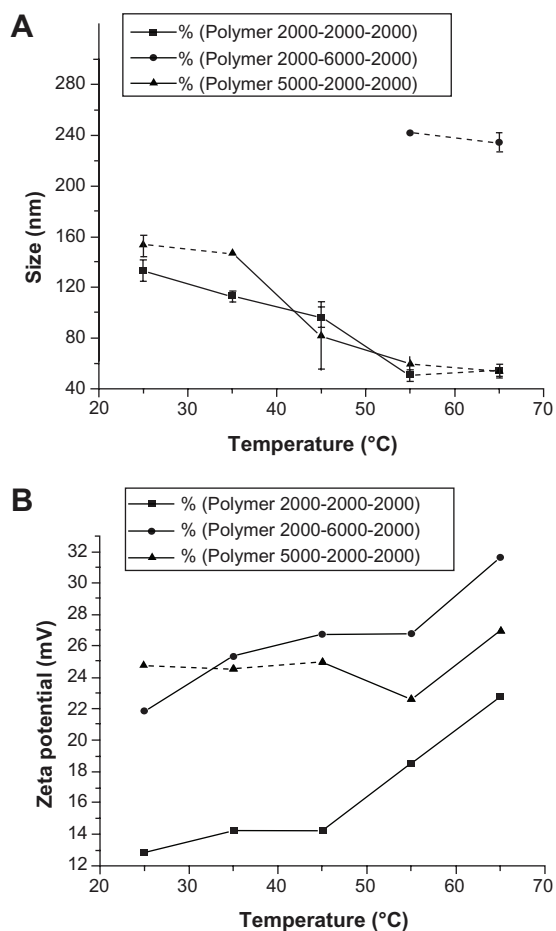 A
% (Polymer 2000-2000-2000)
% (Polymer 2000-6000-2000)
% (Polymer 5000-2000-2000)
280
240
200
160
120
80
40
Size (nm)
20 30 40 50 60 70
Temperature (°C)
B
% (Polymer 2000-2000-2000)
% (Polymer 2000-6000-2000)
% (Polymer 5000-2000-2000)
32
30
28
26
24
22
20
18
16
14
12
Zeta potential (mV)
20 30 40 50 60 70
Temperature (°C)